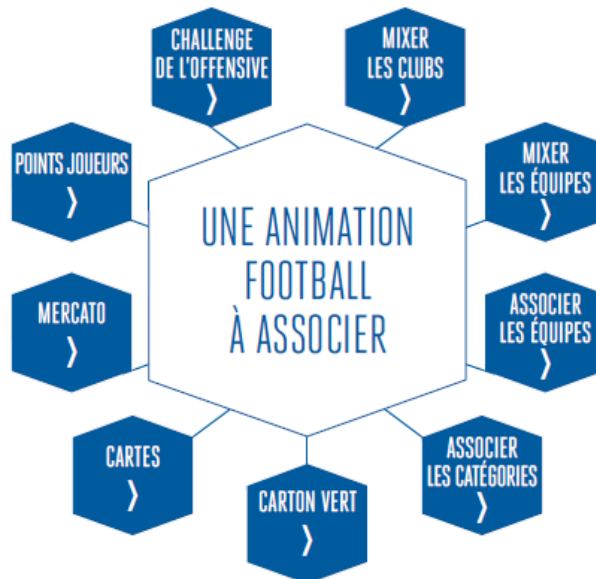 CHALLENGE
DE L'OFFENSIVE
MIXER
LES CLUBS
POINTS JOUEURS
MIXER
LES ÉQUIPES
UNE ANIMATION
FOOTBALL
À ASSOCIER
MERCATO
ASSOCIER
LES ÉQUIPES
CARTES
ASSOCIER
LES CATÉGORIES
CARTON VERT